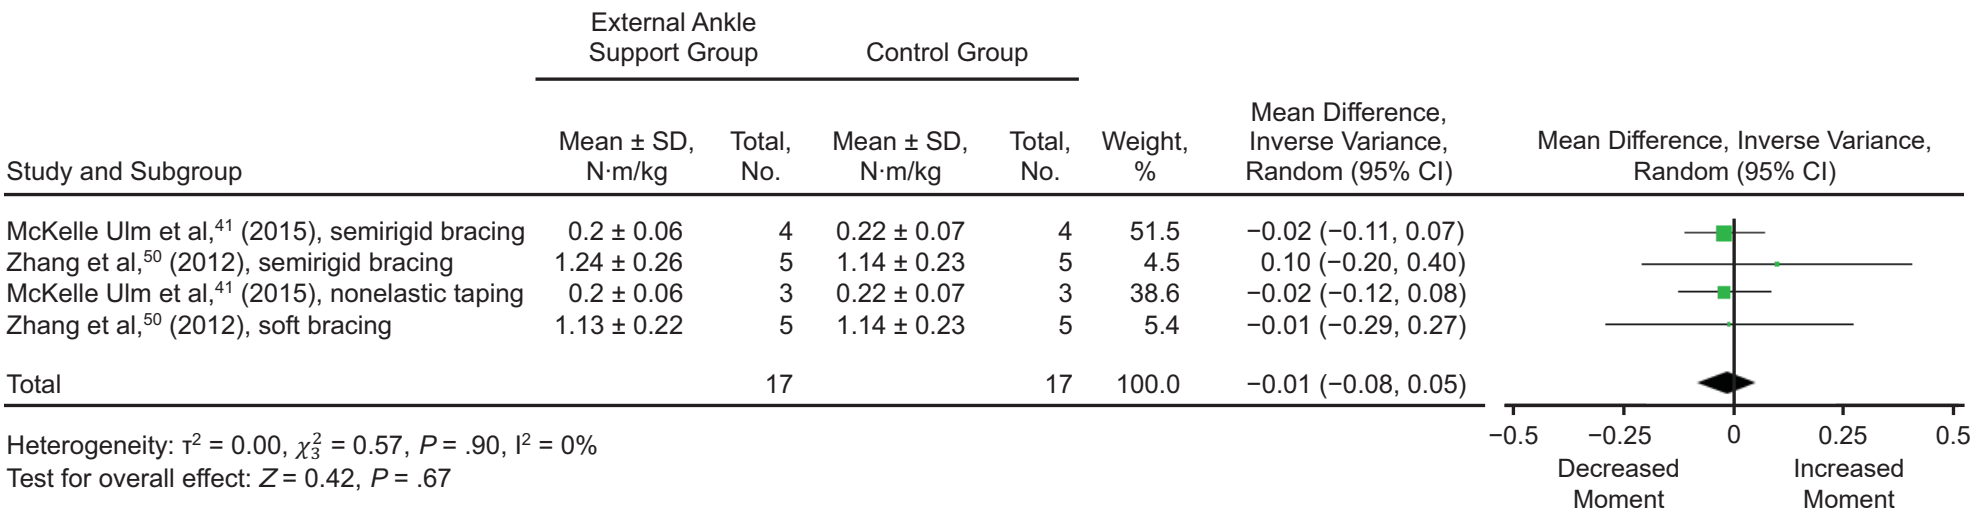 External Ankle
Support Group
Control Group
Mean Difference,
Mean ± SD, Total, Mean ± SD, Total, Weight, Inverse Variance, Mean Difference, Inverse Variance,
Study and Subgroup N·m/kg No. N·m/kg No. % Random (95% CI) Random (95% CI)
McKelle Ulm et al,⁴¹ (2015), semirigid bracing 0.2 ± 0.06 4 0.22 ± 0.07 4 51.5 −0.02 (−0.11, 0.07)
Zhang et al,⁵⁰ (2012), semirigid bracing 1.24 ± 0.26 5 1.14 ± 0.23 5 4.5 0.10 (−0.20, 0.40)
McKelle Ulm et al,⁴¹ (2015), nonelastic taping 0.2 ± 0.06 3 0.22 ± 0.07 3 38.6 −0.02 (−0.12, 0.08)
Zhang et al,⁵⁰ (2012), soft bracing 1.13 ± 0.22 5 1.14 ± 0.23 5 5.4 −0.01 (−0.29, 0.27)
Total 17 17 100.0 −0.01 (−0.08, 0.05)
−0.5 −0.25 0 0.25 0.5
Heterogeneity: τ² = 0.00, χ²₃ = 0.57, P = .90, I² = 0%
Test for overall effect: Z = 0.42, P = .67
Decreased
Moment
Increased
Moment